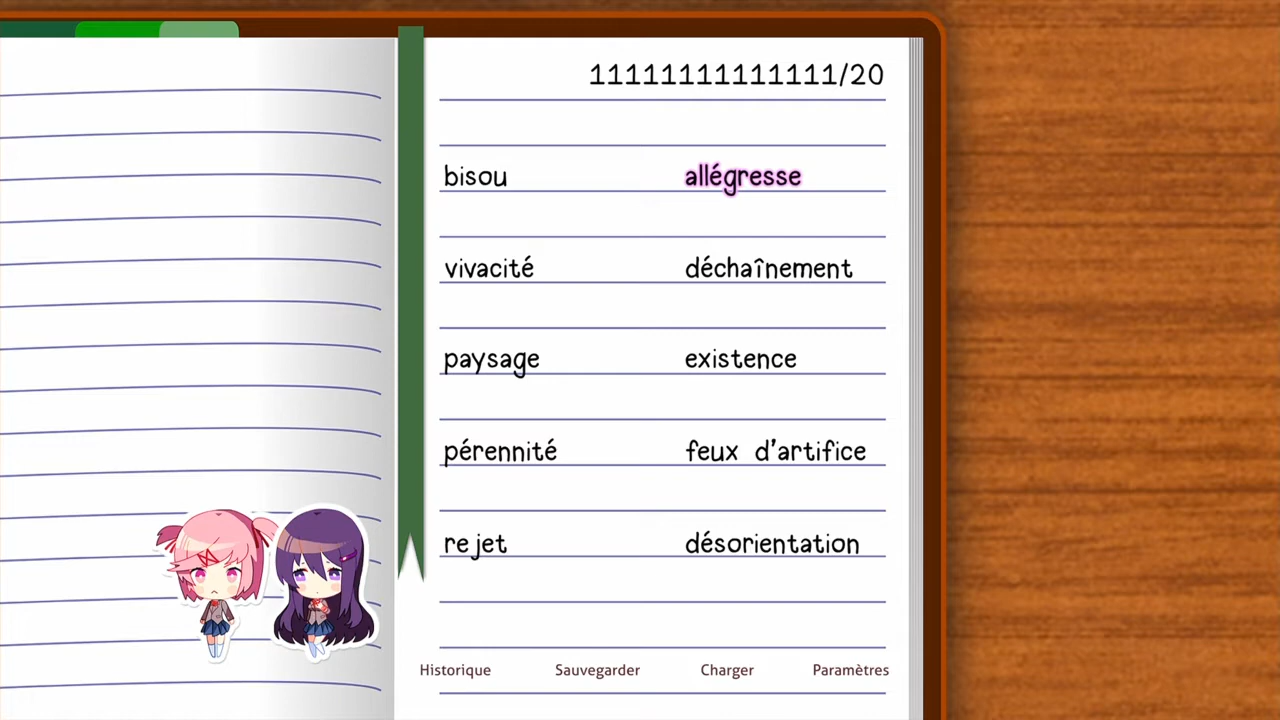 11111111111111/20
bisou allégresse
vivacité déchaînement
paysage existence
pérennité feux d'artifice
rejet désorientation
Historique Sauvegarder Charger Paramètres